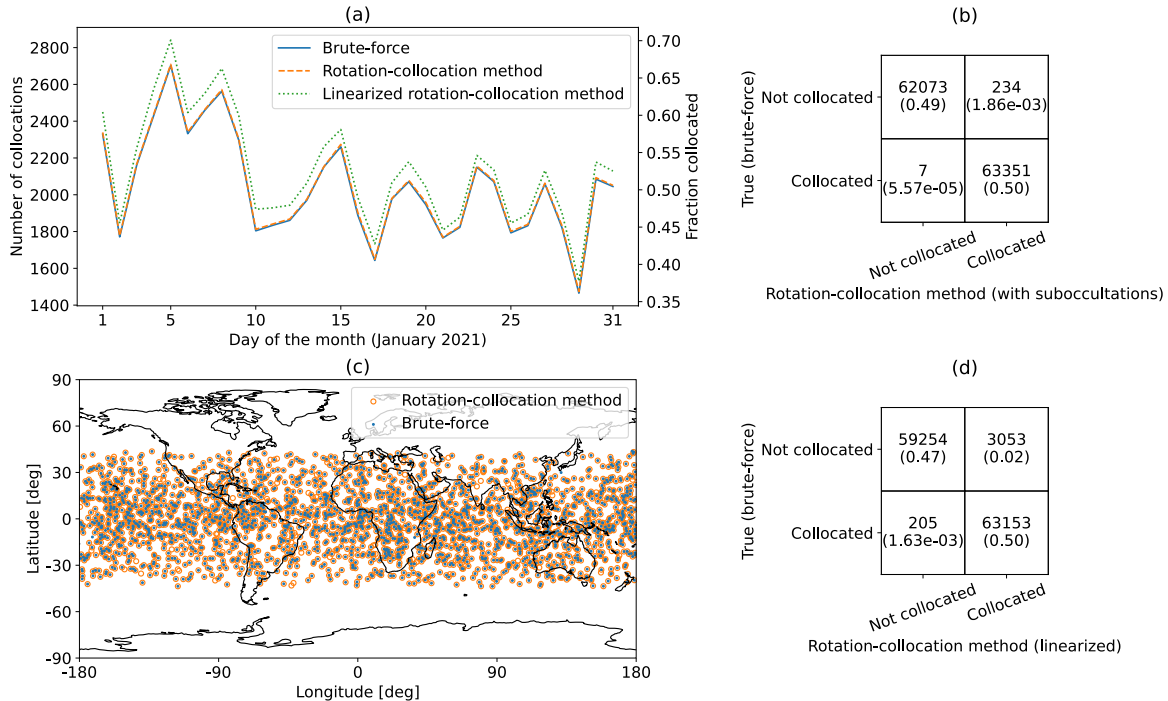 (a)
2800
2600
2400
2200
2000
1800
1600
1400
Number of collocations
Brute-force
Rotation-collocation method
Linearized rotation-collocation method
0.70
0.65
0.60
0.55
0.50
0.45
0.40
0.35
Fraction collocated
1
5
10
15
20
25
31
Day of the month (January 2021)
(b)
True (brute-force)
Not collocated
Collocated
62073
(0.49)
234
(1.86e-03)
7
(5.57e-05)
63351
(0.50)
Not collocated
Collocated
Rotation-collocation method (with suboccultations)
(c)
90
60
30
0
-30
-60
-90
Latitude [deg]
Rotation-collocation method
Brute-force
-180
-90
0
90
180
Longitude [deg]
(d)
True (brute-force)
Not collocated
Collocated
59254
(0.47)
3053
(0.02)
205
(1.63e-03)
63153
(0.50)
Not collocated
Collocated
Rotation-collocation method (linearized)